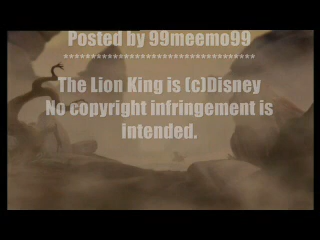 Posted by 99meemo99
***********************************
The Lion King is (c)Disney
No copyright infringement is
intended.